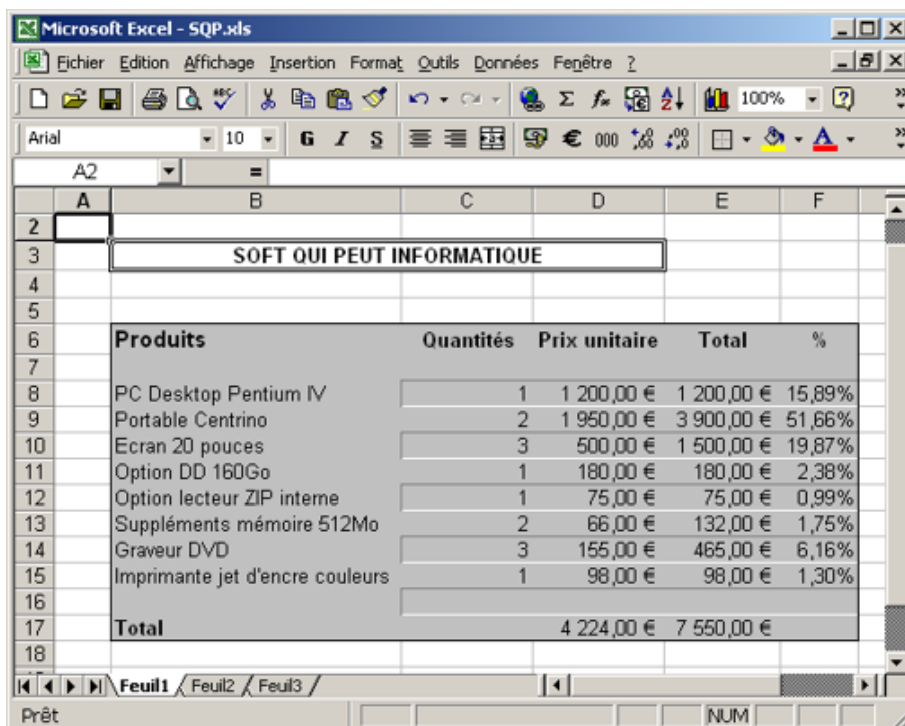 Microsoft Excel - SQP.xls
Fichier Edition Affichage Insertion Format Outils Données Fenêtre ?
100%
Arial 10 G I S € 000
A2 =
A B C D E F
2
3 SOFT QUI PEUT INFORMATIQUE
4
5
6 Produits Quantités Prix unitaire Total %
7
8 PC Desktop Pentium IV 1 1 200,00 € 1 200,00 € 15,89%
9 Portable Centrino 2 1 950,00 € 3 900,00 € 51,66%
10 Ecran 20 pouces 3 500,00 € 1 500,00 € 19,87%
11 Option DD 160Go 1 180,00 € 180,00 € 2,38%
12 Option lecteur ZIP interne 1 75,00 € 75,00 € 0,99%
13 Suppléments mémoire 512Mo 2 66,00 € 132,00 € 1,75%
14 Graveur DVD 3 155,00 € 465,00 € 6,16%
15 Imprimante jet d'encre couleurs 1 98,00 € 98,00 € 1,30%
16
17 Total 4 224,00 € 7 550,00 €
18
Feuil1 Feuil2 Feuil3
Prêt NUM